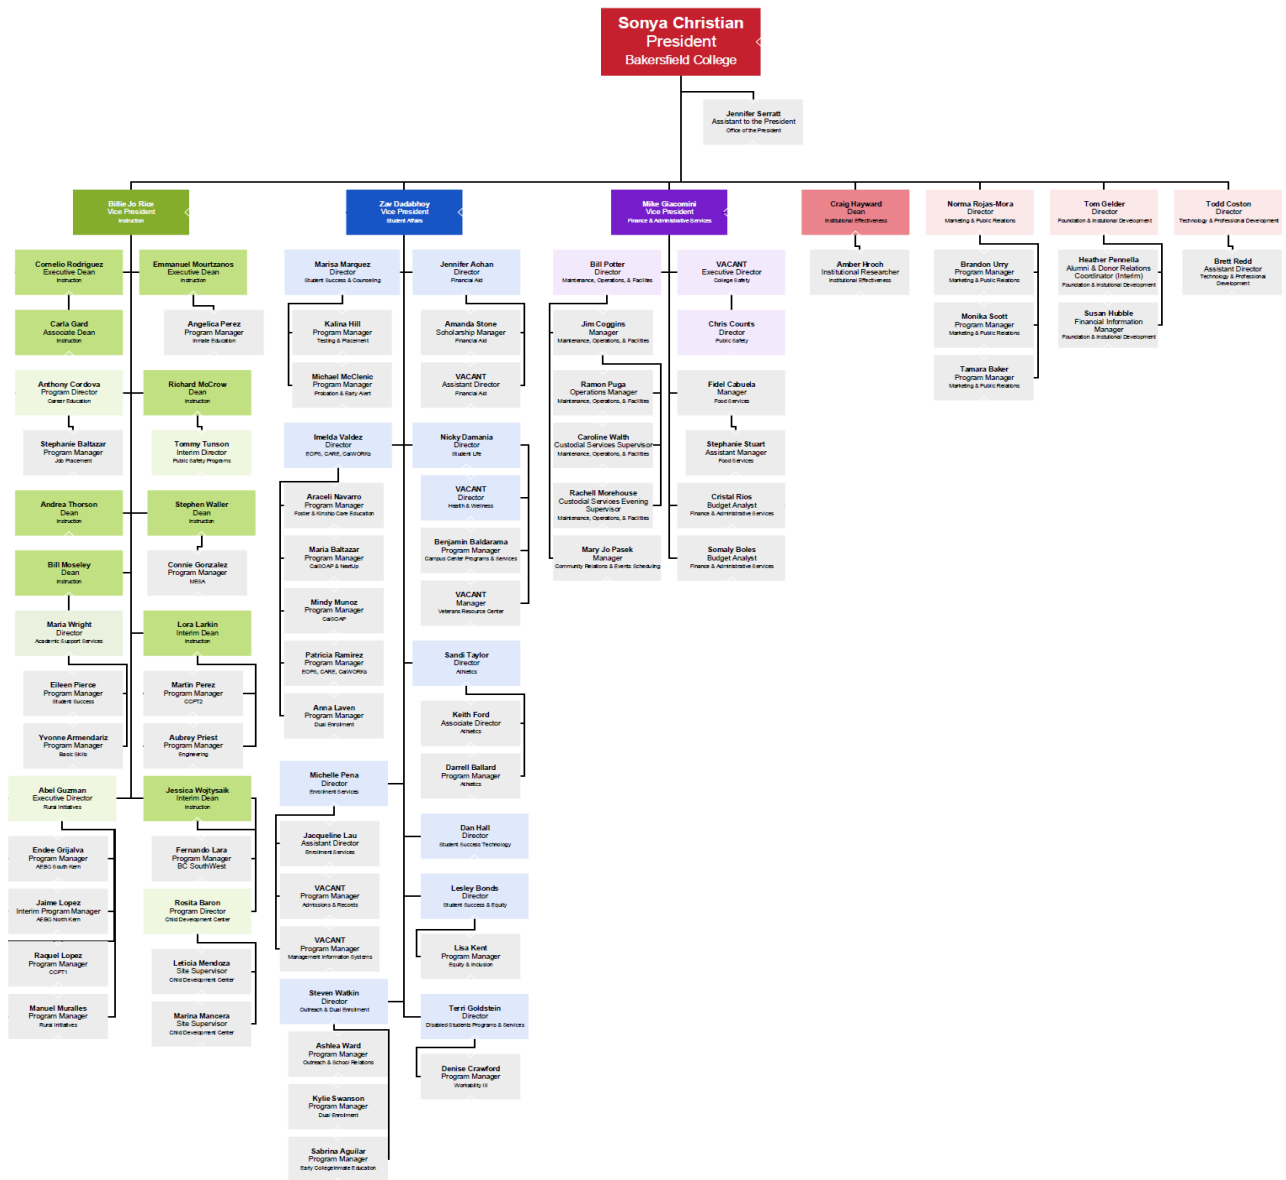 Sonya Christian
President
Bakersfield College
Jennifer Serratt
Assistant to the President
Office of the President
Billie Jo Rice
Vice President
Instruction
Zav Dadabhoy
Vice President
Student Affairs
Mike Giacomini
Vice President
Finance & Administrative Services
Craig Hayward
Dean
Institutional Effectiveness
Norma Rojas-Mora
Director
Marketing & Public Relations
Tom Gelder
Director
Foundation & Institutional Development
Todd Coston
Director
Technology & Professional Development
Cornelio Rodriguez
Executive Dean
Instruction
Emmanuel Mourtzanos
Executive Dean
Instruction
Carla Gard
Associate Dean
Instruction
Angelica Perez
Program Manager
Inmate Education
Anthony Cordova
Program Director
Career Education
Richard McCrow
Dean
Instruction
Stephanie Baltazar
Program Manager
Job Placement
Tommy Tunson
Interim Director
Public Safety Programs
Andrea Thorson
Dean
Instruction
Stephen Waller
Dean
Instruction
Bill Moseley
Dean
Instruction
Connie Gonzalez
Program Manager
MESA
Maria Wright
Director
Academic Support Services
Lora Larkin
Interim Dean
Instruction
Eileen Pierce
Program Manager
Student Success
Martin Perez
Program Manager
CCPT2
Yvonne Armendariz
Program Manager
Basic Skills
Aubrey Priest
Program Manager
Engineering
Abel Guzman
Executive Director
Rural Initiatives
Jessica Wojtysaik
Interim Dean
Instruction
Endee Grijalva
Program Manager
AEBG South Kern
Fernando Lara
Program Manager
BC SouthWest
Jaime Lopez
Interim Program Manager
AEBG North Kern
Rosita Baron
Program Director
Child Development Center
Raquel Lopez
Program Manager
CCPT1
Leticia Mendoza
Site Supervisor
Child Development Center
Manuel Muralles
Program Manager
Rural Initiatives
Marina Mancera
Site Supervisor
Child Development Center
Marisa Marquez
Director
Student Success & Counseling
Jennifer Achan
Director
Financial Aid
Kalina Hill
Program Manager
Testing & Placement
Amanda Stone
Scholarship Manager
Financial Aid
Michael McClenic
Program Manager
Probation & Early Alert
VACANT
Assistant Director
Financial Aid
Imelda Valdez
Director
EOPS, CARE, CalWORKs
Nicky Damania
Director
Student Life
Araceli Navarro
Program Manager
Foster & Kinship Care Education
VACANT
Director
Health & Wellness
Maria Baltazar
Program Manager
CalSOAP & NextUp
Benjamin Baldarama
Program Manager
Campus Center Programs & Services
Mindy Munoz
Program Manager
CalSOAP
VACANT
Manager
Veterans Resource Center
Patricia Ramirez
Program Manager
EOPS, CARE, CalWORKs
Sandi Taylor
Director
Athletics
Anna Laven
Program Manager
Dual Enrollment
Keith Ford
Associate Director
Athletics
Darrell Ballard
Program Manager
Athletics
Michelle Pena
Director
Enrollment Services
Jacqueline Lau
Assistant Director
Enrollment Services
Dan Hall
Director
Student Success Technology
VACANT
Program Manager
Admissions & Records
Lesley Bonds
Director
Student Success & Equity
VACANT
Program Manager
Management Information Systems
Lisa Kent
Program Manager
Equity & Inclusion
Steven Watkin
Director
Outreach & Dual Enrollment
Terri Goldstein
Director
Disabled Students Programs & Services
Ashlea Ward
Program Manager
Outreach & School Relations
Denise Crawford
Program Manager
Workability III
Kylie Swanson
Program Manager
Dual Enrollment
Sabrina Aguilar
Program Manager
Early CollegeInmate Education
Bill Potter
Director
Maintenance, Operations, & Facilites
VACANT
Executive Director
College Safety
Jim Coggins
Manager
Maintenance, Operations, & Facilities
Chris Counts
Director
Public Safety
Ramon Puga
Operations Manager
Maintenance, Operations, & Facilities
Fidel Cabuela
Manager
Food Services
Caroline Walth
Custodial Services Supervisor
Maintenance, Operations, & Facilities
Stephanie Stuart
Assistant Manager
Food Services
Rachell Morehouse
Custodial Services Evening
Supervisor
Maintenance, Operations, & Facilities
Cristal Rios
Budget Analyst
Finance & Administrative Services
Mary Jo Pasek
Manager
Community Relations & Events Scheduling
Somaly Boles
Budget Analyst
Finance & Administrative Services
Amber Hroch
Institutional Researcher
Institutional Effectiveness
Brandon Urry
Program Manager
Marketing & Public Relations
Monika Scott
Program Manager
Marketing & Public Relations
Tamara Baker
Program Manager
Marketing & Public Relations
Heather Pennella
Alumni & Donor Relations
Coordinator (Interim)
Foundation & Institutional Development
Susan Hubble
Financial Information
Manager
Foundation & Institutional Development
Brett Redd
Assistant Director
Technology & Professional
Development